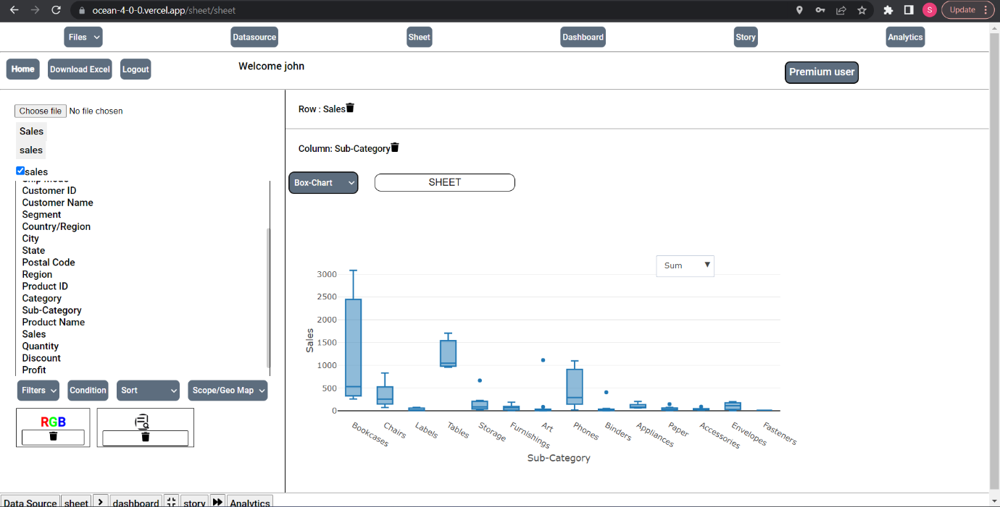 ocean-4-0-0.vercel.app/sheet/sheet
S
Update
Files
Datasource
Sheet
Dashboard
Story
Analytics
Home
Download Excel
Logout
Welcome john
Premium user
Choose file No file chosen
Sales
sales
sales
Ship Mode
Customer ID
Customer Name
Segment
Country/Region
City
State
Postal Code
Region
Product ID
Category
Sub-Category
Product Name
Sales
Quantity
Discount
Profit
Filters
Condition
Sort
Scope/Geo Map
RGB
Row : Sales
Column: Sub-Category
Box-Chart
SHEET
Sum
3000
2500
2000
1500
1000
500
0
Sales
Bookcases
Chairs
Labels
Tables
Storage
Furnishings
Art
Phones
Binders
Appliances
Paper
Accessories
Envelopes
Fasteners
Sub-Category
Data Source
sheet
dashboard
story
Analytics